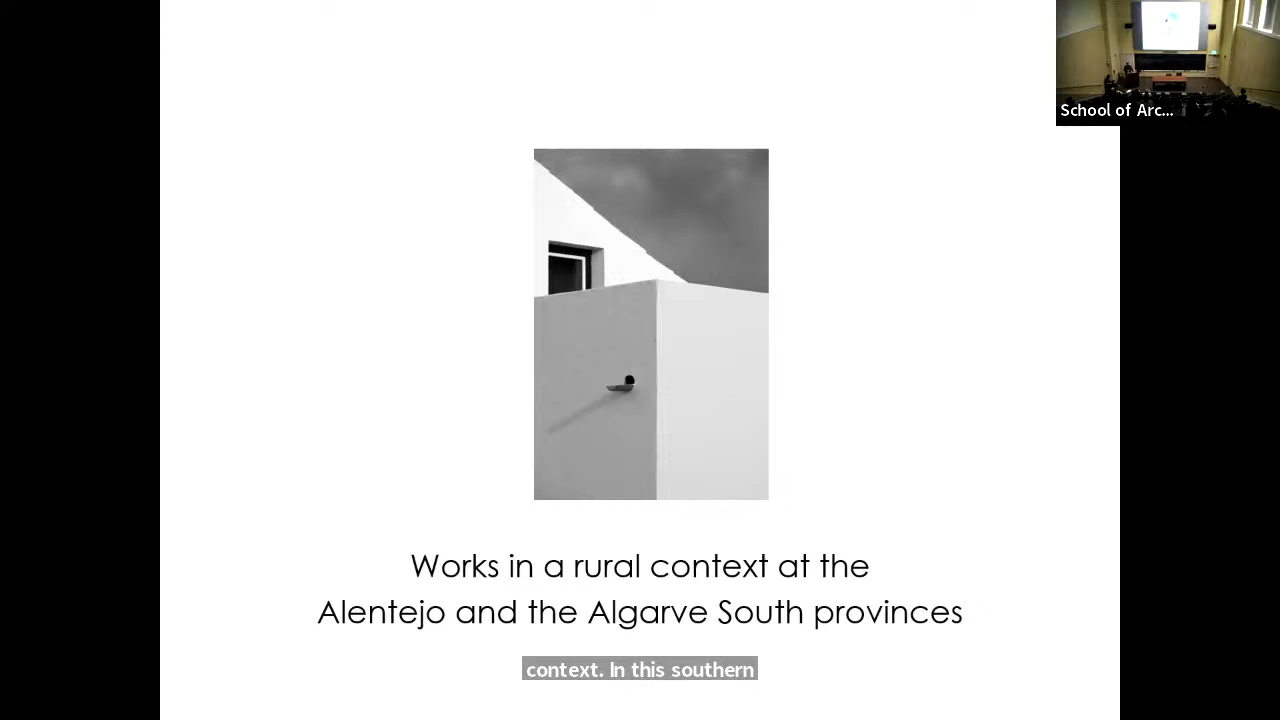 School of Arc...
Works in a rural context at the
Alentejo and the Algarve South provinces
context. In this southern